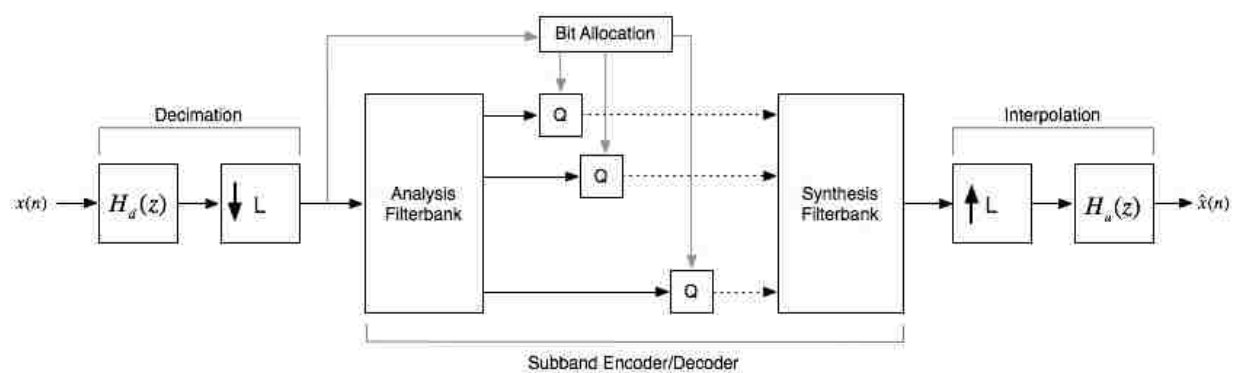 Bit Allocation
Decimation
Interpolation
Q
Q
Q
x(n)
H_d(z)
L
Analysis
Filterbank
Synthesis
Filterbank
L
H_u(z)
x̂(n)
Subband Encoder/Decoder